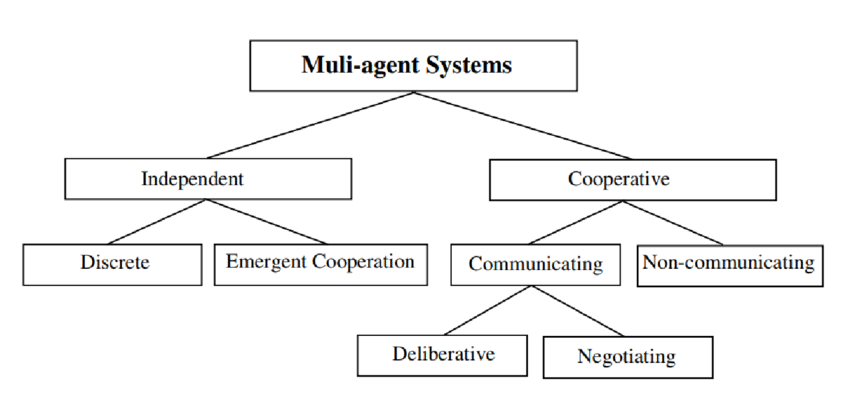 Muli-agent Systems
Independent
Cooperative
Discrete
Emergent Cooperation
Communicating
Non-communicating
Deliberative
Negotiating